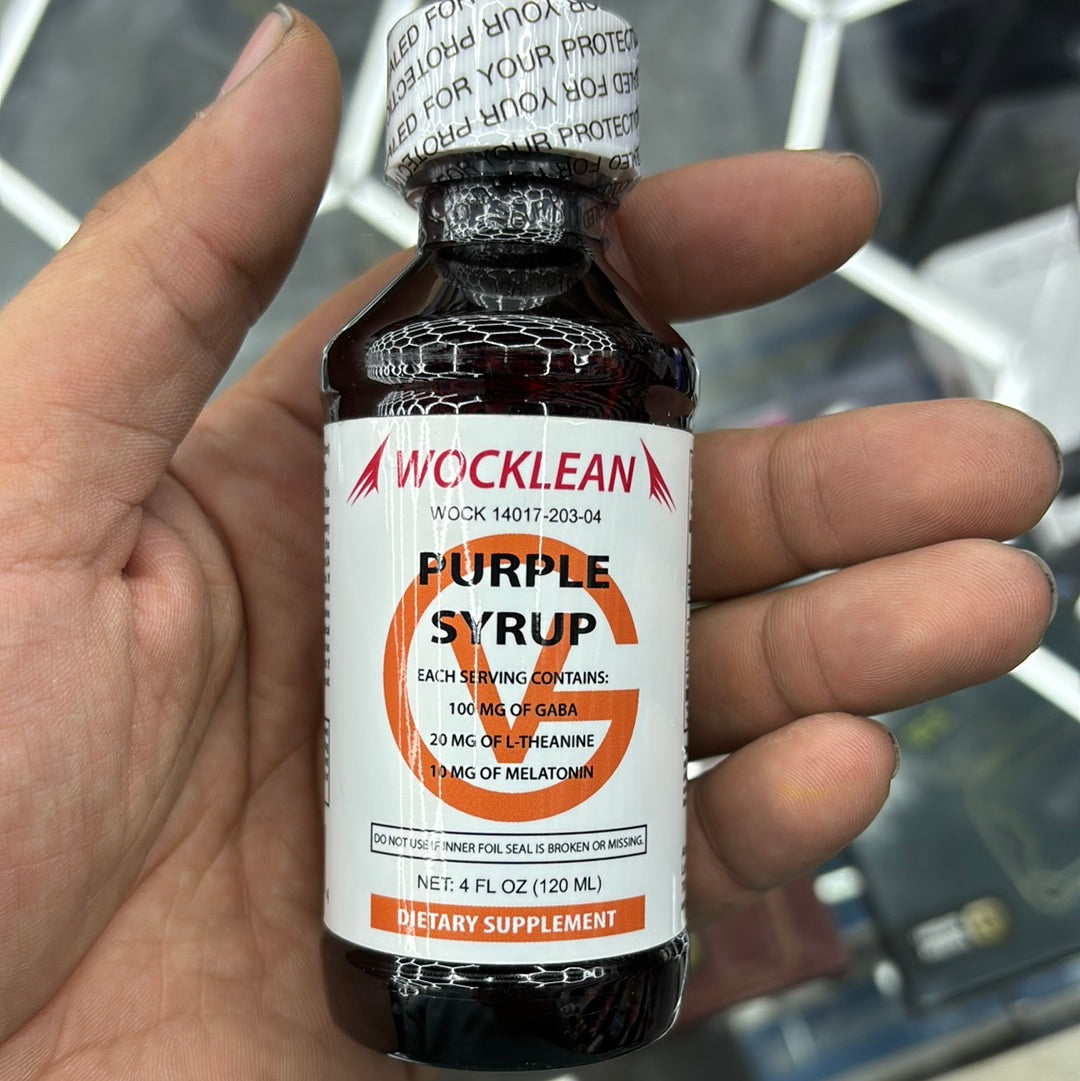 SEALED FOR YOUR PROTECTION
WOCKLEAN
WOCK 14017-203-04
PURPLE
SYRUP
EACH SERVING CONTAINS:
100 MG OF GABA
20 MG OF L-THEANINE
10 MG OF MELATONIN
DO NOT USE IF INNER FOIL SEAL IS BROKEN OR MISSING.
NET: 4 FL OZ (120 ML)
DIETARY SUPPLEMENT
VG